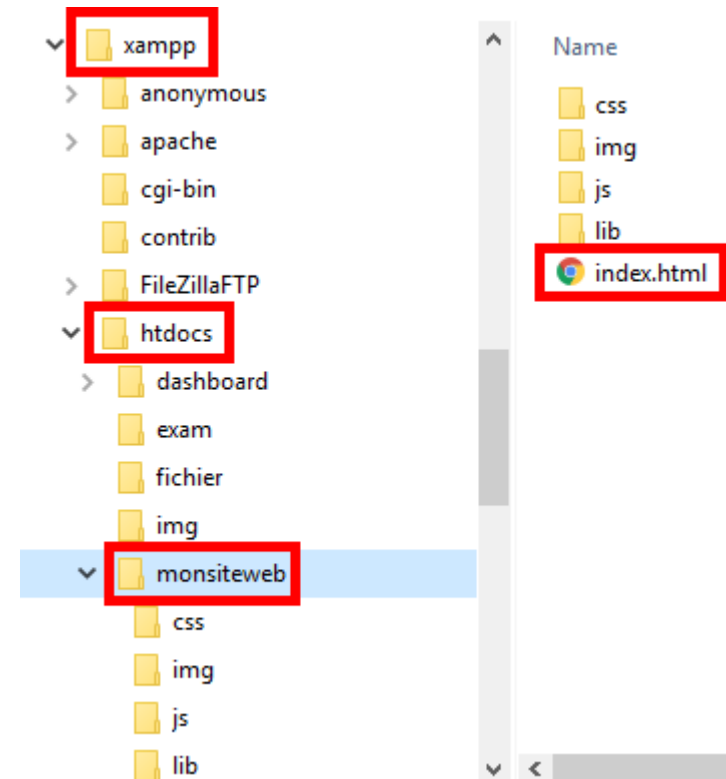 xampp
anonymous
apache
cgi-bin
contrib
FileZillaFTP
htdocs
dashboard
exam
fichier
img
monsiteweb
css
img
js
lib
Name
css
img
js
lib
index.html